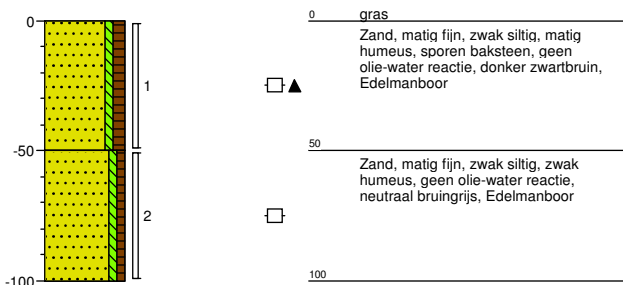 0
-50
-100
1
2
0 gras
Zand, matig fijn, zwak siltig, matig
humeus, sporen baksteen, geen
olie-water reactie, donker zwartbruin,
Edelmanboor
50
Zand, matig fijn, zwak siltig, zwak
humeus, geen olie-water reactie,
neutraal bruingrijs, Edelmanboor
100